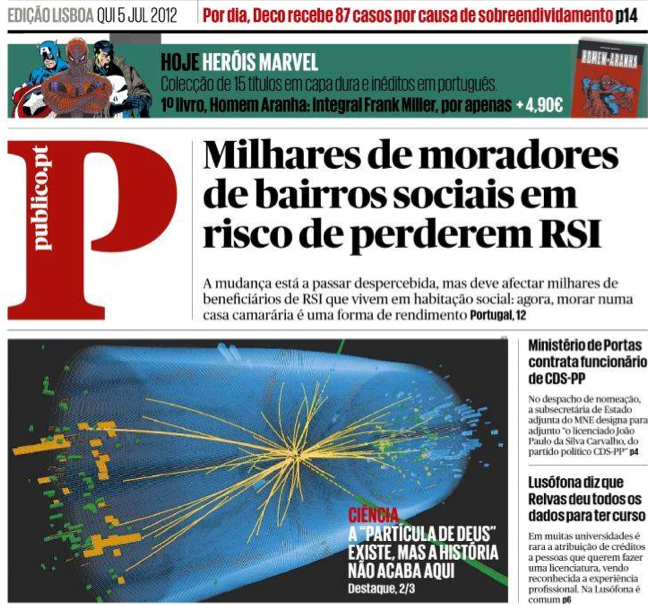 EDIÇÃO LISBOA QUI 5 JUL 2012
Por dia, Deco recebe 87 casos por causa de sobreendividamento p14
HOJE HERÓIS MARVEL
Colecção de 15 títulos em capa dura e inéditos em português.
1º livro, Homem Aranha: Integral Frank Miller, por apenas +4,90€
HOMEM-ARANHA
publico.pt
P
Milhares de moradores
de bairros sociais em
risco de perderem RSI
A mudança está a passar despercebida, mas deve afectar milhares de
beneficiários de RSI que vivem em habitação social: agora, morar numa
casa camarária é uma forma de rendimento Portugal, 12
CIÊNCIA
A “PARTÍCULA DE DEUS”
EXISTE, MAS A HISTÓRIA
NÃO ACABA AQUI
Destaque, 2/3
Ministério de Portas
contrata funcionário
de CDS-PP
No despacho de nomeação,
a subsecretária de Estado
adjunta do MNE designa para
adjunto “o licenciado João
Paulo da Silva Carvalho, do
partido político CDS-PP” p4
Lusófona diz que
Relvas deu todos os
dados para ter curso
Em muitas universidades é
rara a atribuição de créditos
a pessoas que querem fazer
uma licenciatura, vendo
reconhecida a experiência
profissional. Na Lusófona é
comum p6